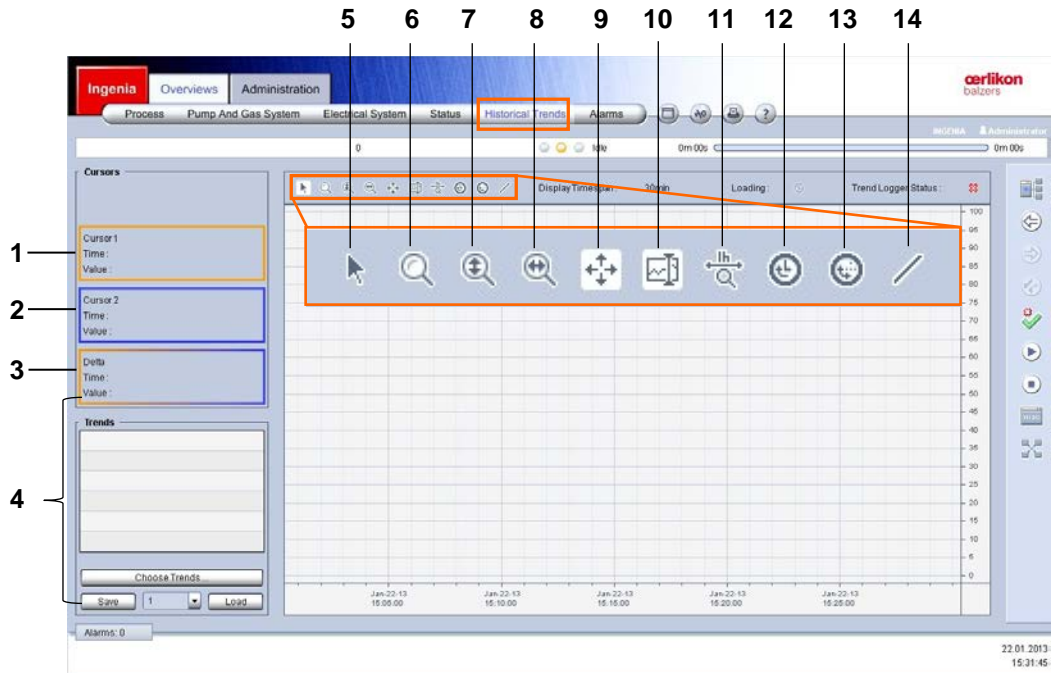 5 6 7 8 9 10 11 12 13 14
Ingenia Overviews Administration
œrlikon
balzers
Process Pump And Gas System Electrical System Status Historical Trends Alarms ?
INGENIA Administrator
0 Idle 0m 00s 0m 00s
Cursors
Display Timespan: 30min Loading: Trend Logger Status:
1
Cursor 1
Time:
Value:
2
Cursor 2
Time:
Value:
3
Delta
Time:
Value:
1h
100
95
90
85
80
75
70
65
60
55
50
45
40
35
30
25
20
15
10
5
0
Trends
4
Choose Trends...
Save 1 Load
Jan-22-13 Jan-22-13 Jan-22-13 Jan-22-13 Jan-22-13
15:05:00 15:10:00 15:15:00 15:20:00 15:25:00
Alarms: 0
22.01.2013
15:31:45